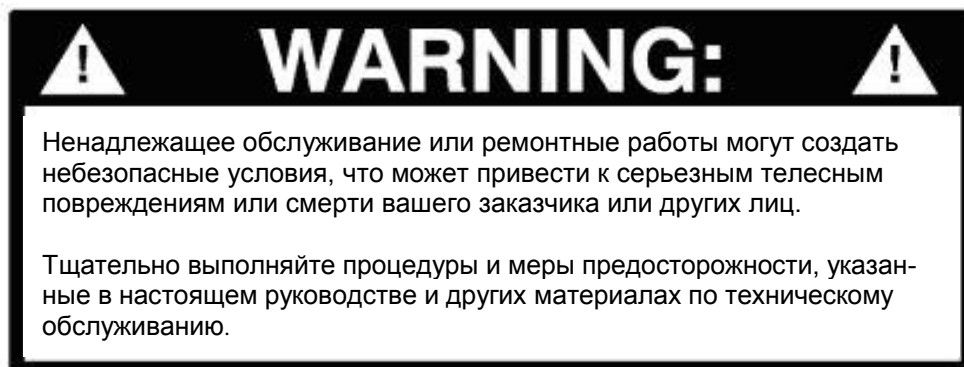 WARNING:
Ненадлежащее обслуживание или ремонтные работы могут создать
небезопасные условия, что может привести к серьезным телесным
повреждениям или смерти вашего заказчика или других лиц.
Тщательно выполняйте процедуры и меры предосторожности, указан-
ные в настоящем руководстве и других материалах по техническому
обслуживанию.